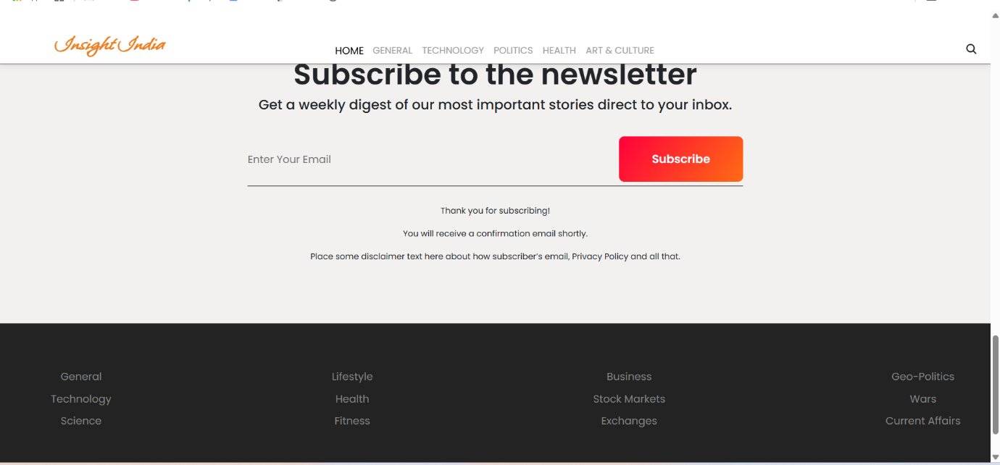 Insight India
HOME GENERAL TECHNOLOGY POLITICS HEALTH ART & CULTURE
Subscribe to the newsletter
Get a weekly digest of our most important stories direct to your inbox.
Enter Your Email
Subscribe
Thank you for subscribing!
You will receive a confirmation email shortly.
Place some disclaimer text here about how subscriber's email, Privacy Policy and all that.
General Lifestyle Business Geo-Politics
Technology Health Stock Markets Wars
Science Fitness Exchanges Current Affairs